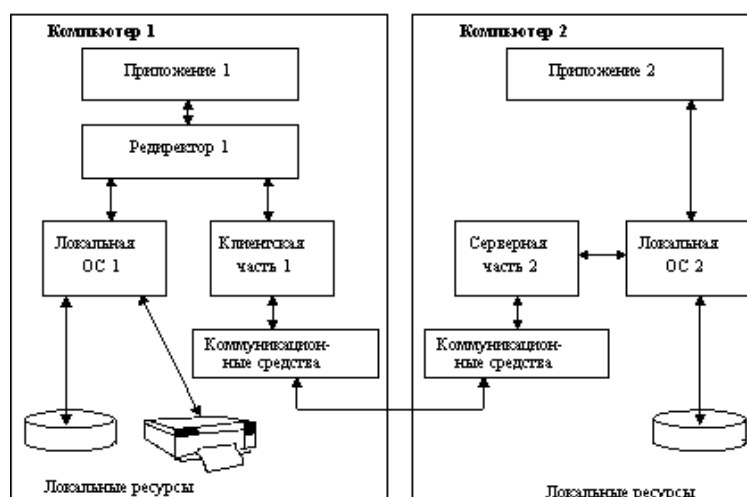 Компьютер 1
Приложение 1
Редиректор 1
Локальная
ОС 1
Клиентская
часть 1
Коммуникацион-
ные средства
Локальные ресурсы
Компьютер 2
Приложение 2
Серверная
часть 2
Локальная
ОС 2
Коммуникацион-
ные средства
Локальные ресурсы